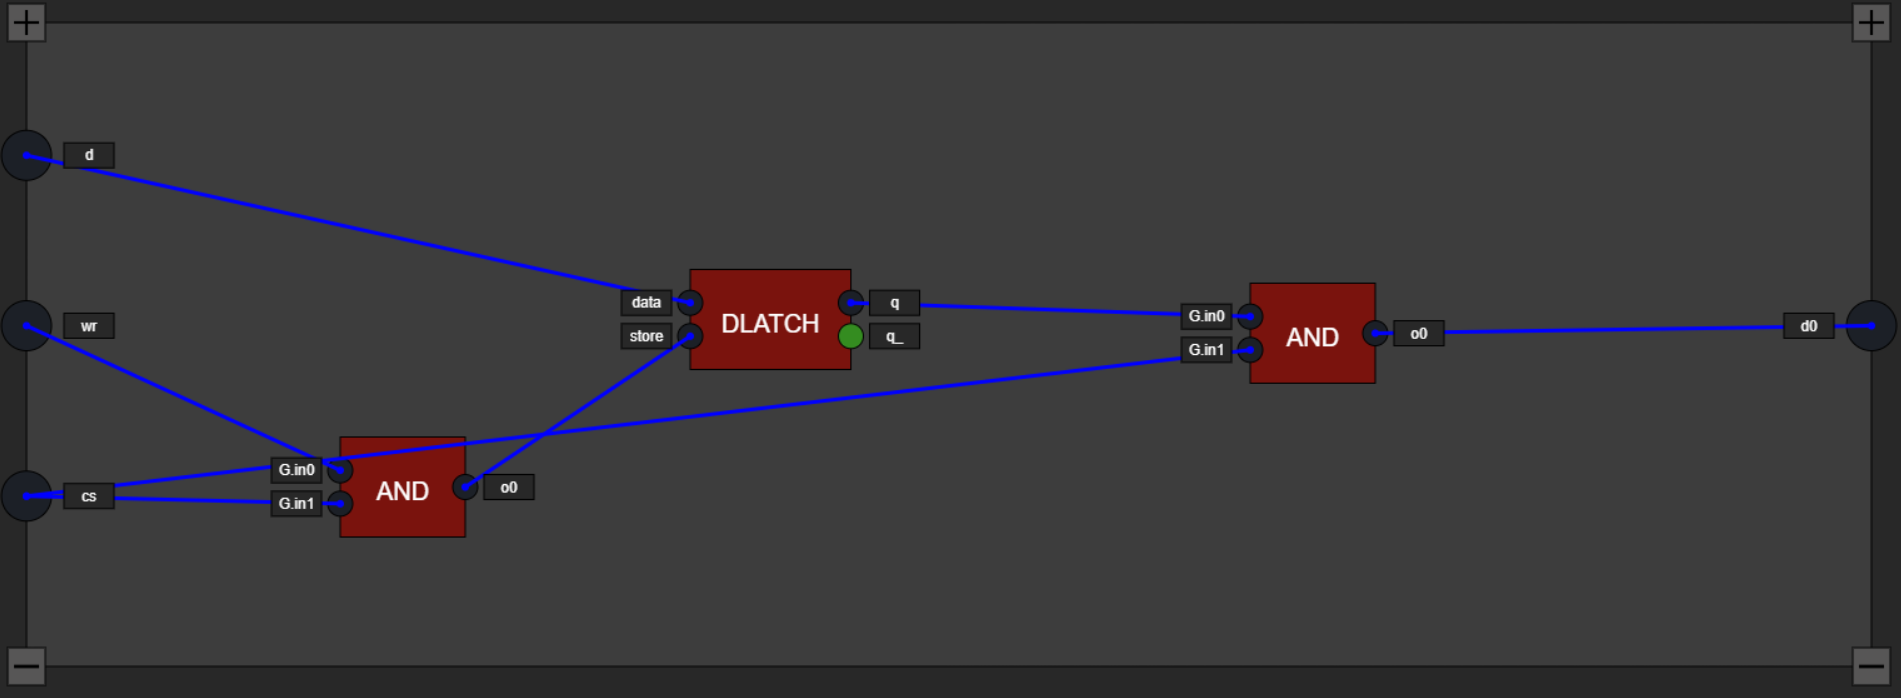 +
+
d
wr
cs
G.in0
G.in1
AND
o0
data
store
DLATCH
q
q_
G.in0
G.in1
AND
o0
d0
−
−